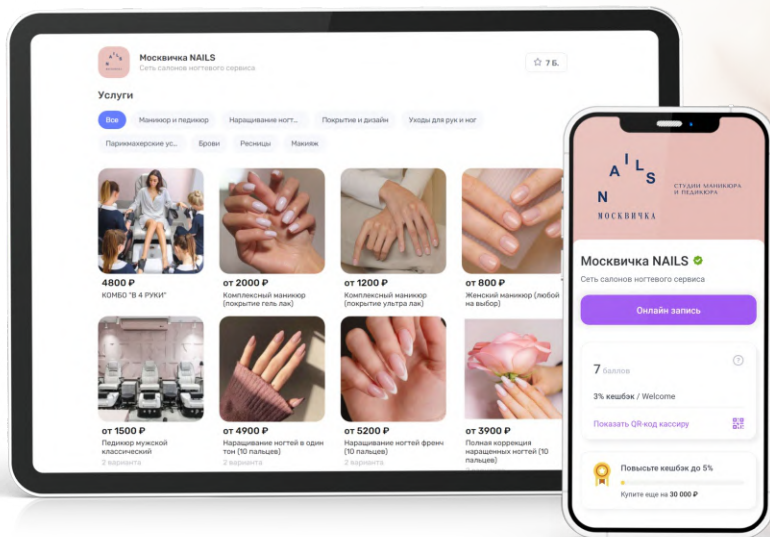 Москвичка NAILS
Сеть салонов ногтевого сервиса
7 Б.
Услуги
Все
Маникюр и педикюр
Наращивание ногт...
Покрытия и дизайн
Уходы для рук и ног
Парикмахерские ус...
Брови
Ресницы
Макияж
4800 ₽
КОМБО "В 4 РУКИ"
от 2000 ₽
Комплексный маникюр
(покрытие гель лак)
от 1200 ₽
Комплексный маникюр
(покрытие ультра лак)
от 800 ₽
Женский маникюр (любой
на выбор)
от 1500 ₽
Педикюр мужской
классический
2 варианта
от 4900 ₽
Наращивание ногтей в один
тон (10 пальцев)
2 варианта
от 5200 ₽
Наращивание ногтей френч
(10 пальцев)
от 3900 ₽
Полная коррекция
наращенных ногтей (10
пальцев)
NAILS
МОСКВИЧКА
СТУДИИ МАНИКЮРА
И ПЕДИКЮРА
Москвичка NAILS
Сеть салонов ногтевого сервиса
Онлайн запись
7 баллов
?
3% кешбэк / Welcome
Показать QR-код кассиру
Повысьте кешбэк до 5%
Купите еще на 30 000 ₽